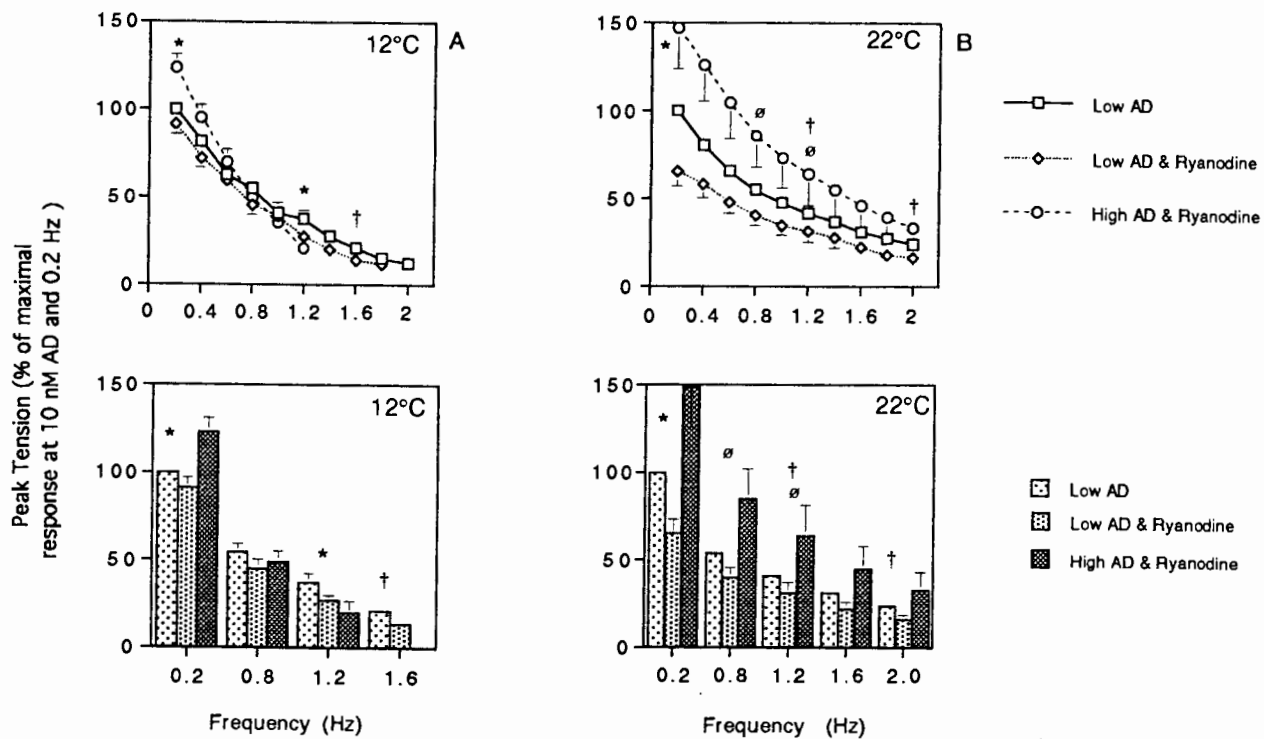 Peak Tension (% of maximal
response at 10 nM AD and 0.2 Hz )
150
100
50
0
12°C
A
*
*
†
0 0.4 0.8 1.2 1.6 2
150
100
50
0
22°C
B
*
ø
†
ø
†
0 0.4 0.8 1.2 1.6 2
Low AD
Low AD & Ryanodine
High AD & Ryanodine
150
100
50
0
12°C
*
*
†
0.2 0.8 1.2 1.6
Frequency (Hz)
150
100
50
0
22°C
*
ø
†
ø
†
0.2 0.8 1.2 1.6 2.0
Frequency (Hz)
Low AD
Low AD & Ryanodine
High AD & Ryanodine